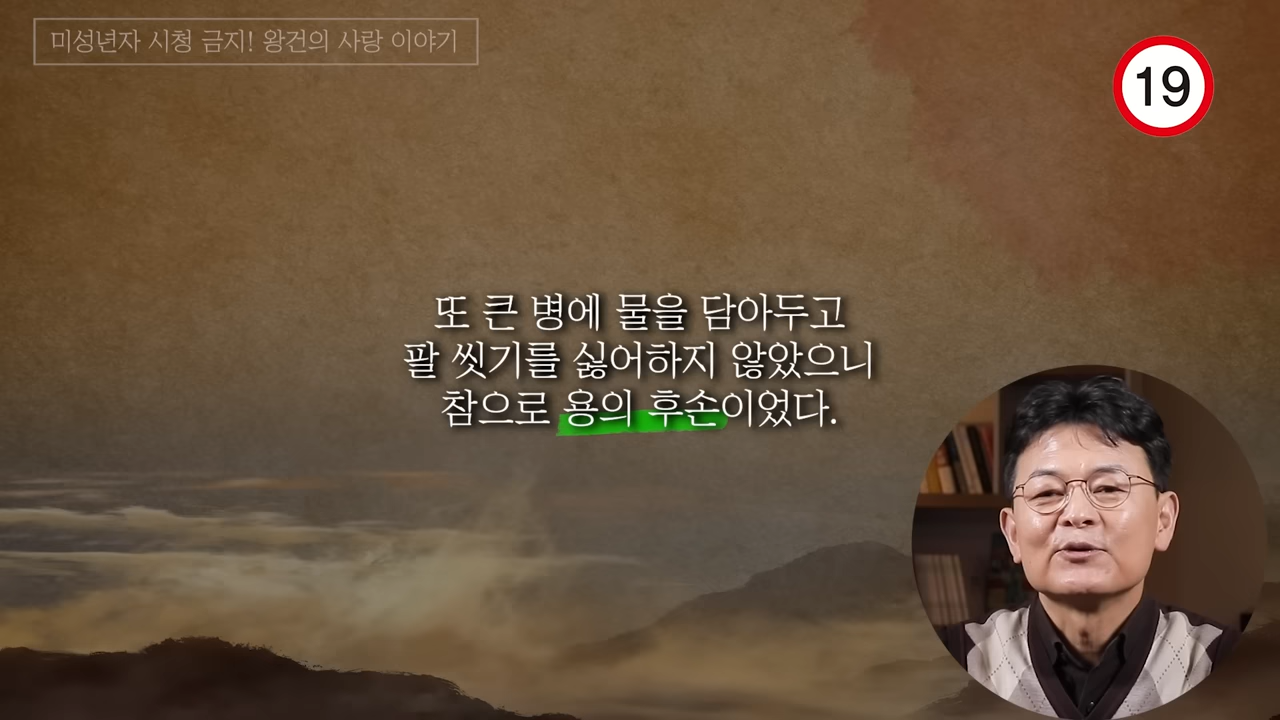 미성년자 시청 금지! 왕건의 사랑 이야기
19
또 큰 병에 물을 담아두고
팔 씻기를 싫어하지 않았으니
참으로 용의 후손이었다.